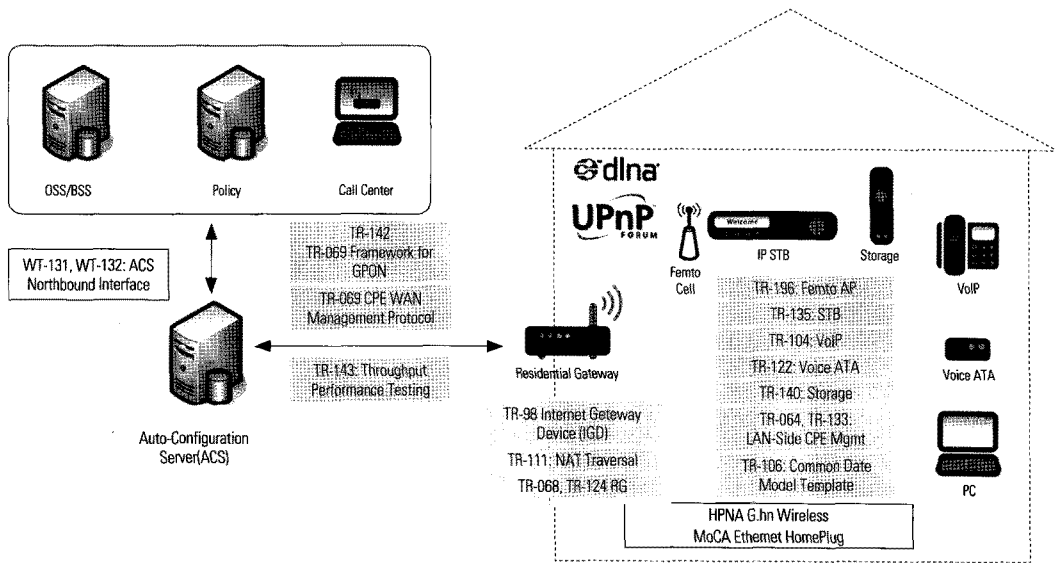 OSS/BSS
Policy
Call Center
WT-131, WT-132: ACS
Northbound Interface
TR-142
TR-069 Framework for
GPON
TR-069 CPE WAN
Management Protocol
TR-143: Throughput
Performance Testing
Auto-Configuration
Server(ACS)
dlna
UPnP
FORUM
Femto
Cell
Welcome
IP STB
Storage
VoIP
Voice ATA
PC
Residential Gateway
TR-98 Internet Geteway
Device (IGD)
TR-111: NAT Traversal
TR-068, TR-124 RG
TR-196: Femto AP
TR-135: STB
TR-104: VoIP
TR-122: Voice ATA
TR-140: Storage
TR-064, TR-133:
LAN-Side CPE Mgmt
TR-106: Common Date
Model Template
HPNA G.hn Wireless
MoCA Ethernet HomePlug